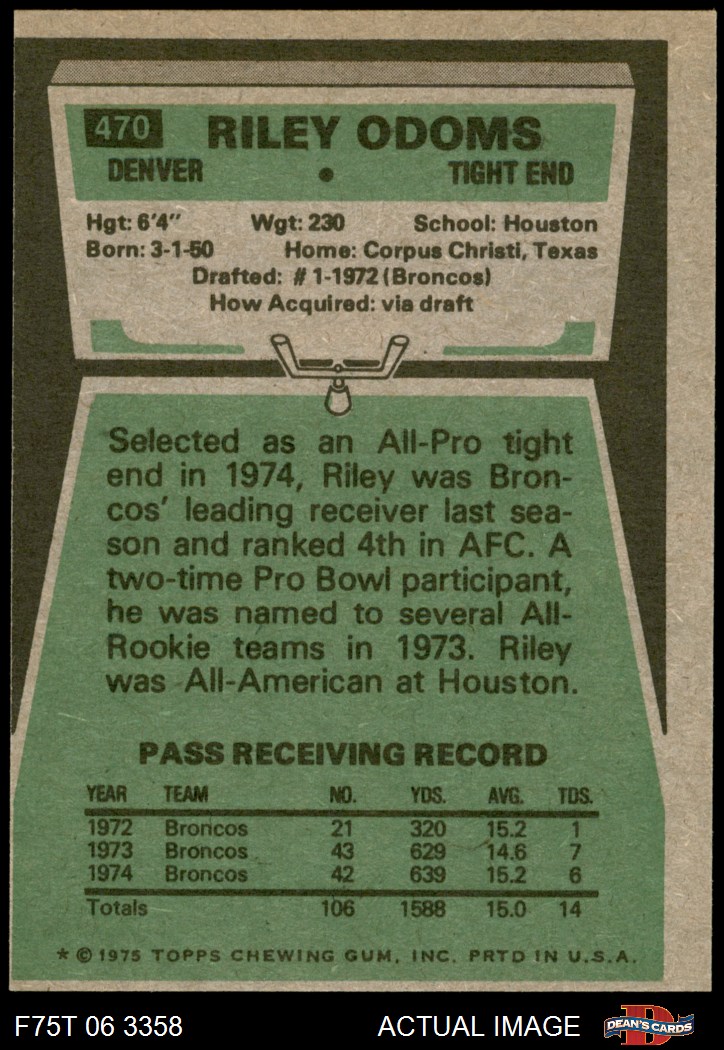 470 RILEY ODOMS
DENVER • TIGHT END
Hgt: 6'4" Wgt: 230 School: Houston
Born: 3-1-50 Home: Corpus Christi, Texas
Drafted: # 1-1972 (Broncos)
How Acquired: via draft
Selected as an All-Pro tight
end in 1974, Riley was Bron-
cos' leading receiver last sea-
son and ranked 4th in AFC. A
two-time Pro Bowl participant,
he was named to several All-
Rookie teams in 1973. Riley
was All-American at Houston.
PASS RECEIVING RECORD
YEAR TEAM NO. YDS. AVG. TDS.
1972 Broncos 21 320 15.2 1
1973 Broncos 43 629 14.6 7
1974 Broncos 42 639 15.2 6
Totals 106 1588 15.0 14
* © 1975 TOPPS CHEWING GUM, INC. PRTD IN U.S.A.
F75T 06 3358 ACTUAL IMAGE D DEAN'S CARDS